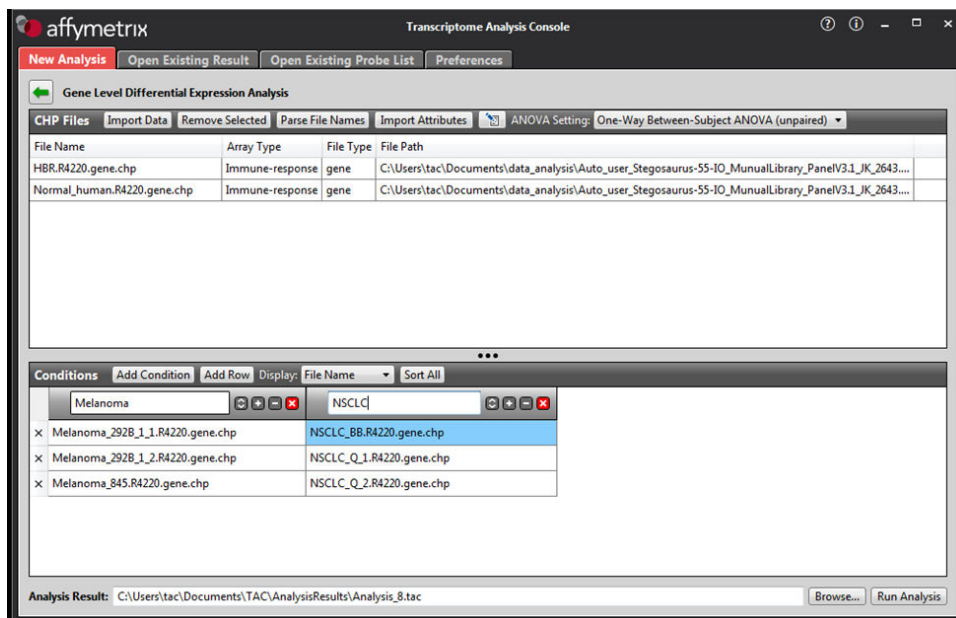 affymetrix Transcriptome Analysis Console
New Analysis Open Existing Result Open Existing Probe List Preferences
Gene Level Differential Expression Analysis
CHP Files Import Data Remove Selected Parse File Names Import Attributes ANOVA Setting: One-Way Between-Subject ANOVA (unpaired)
File Name Array Type File Type File Path
HBR.R4220.gene.chp Immune-response gene C:\Users\tac\Documents\data_analysis\Auto_user_Stegosaurus-55-IO_MunualLibrary_PanelV3.1_JK_2643....
Normal_human.R4220.gene.chp Immune-response gene C:\Users\tac\Documents\data_analysis\Auto_user_Stegosaurus-55-IO_MunualLibrary_PanelV3.1_JK_2643....
Conditions Add Condition Add Row Display: File Name Sort All
Melanoma NSCLC
Melanoma_292B_1_1.R4220.gene.chp NSCLC_BB.R4220.gene.chp
Melanoma_292B_1_2.R4220.gene.chp NSCLC_Q_1.R4220.gene.chp
Melanoma_845.R4220.gene.chp NSCLC_Q_2.R4220.gene.chp
Analysis Result: C:\Users\tac\Documents\TAC\AnalysisResults\Analysis_8.tac Browse... Run Analysis